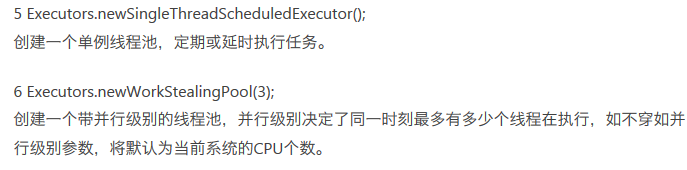 5 Executors.newSingleThreadScheduledExecutor();
创建一个单例线程池，定期或延时执行任务。
6 Executors.newWorkStealingPool(3);
创建一个带并行级别的线程池，并行级别决定了同一时刻最多有多少个线程在执行，如不穿如并
行级别参数，将默认为当前系统的CPU个数。